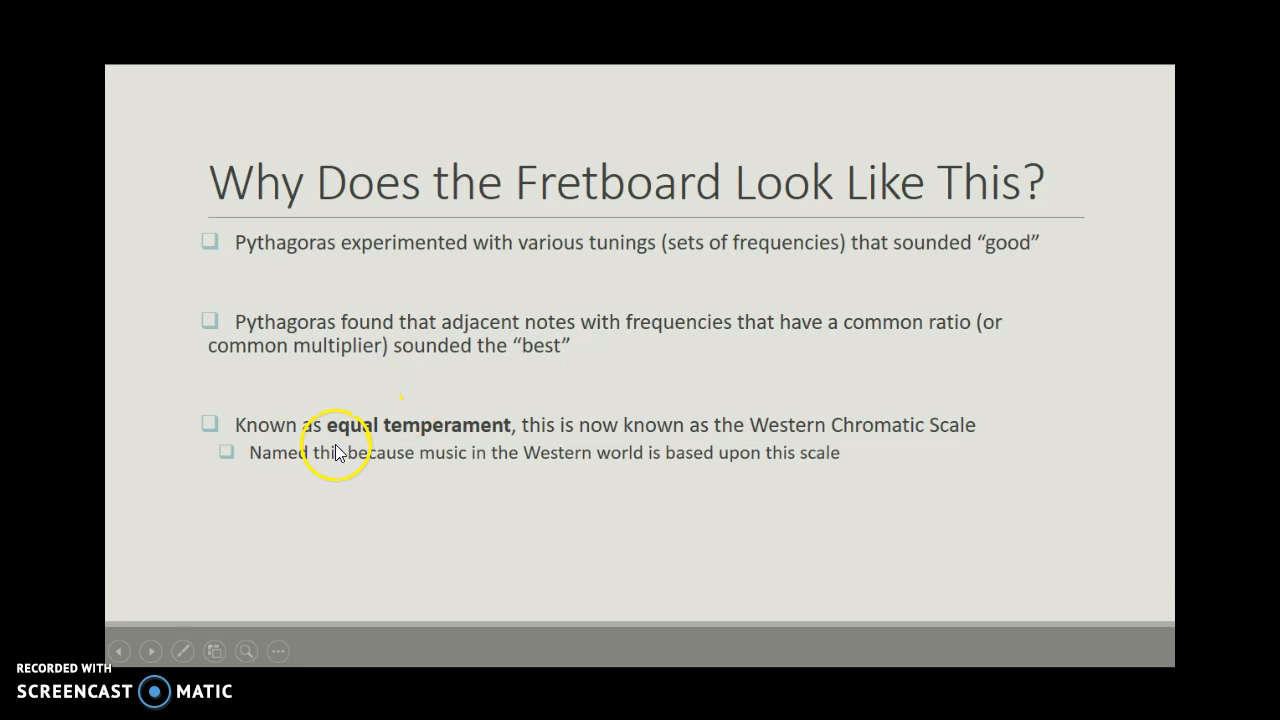 Why Does the Fretboard Look Like This?
Pythagoras experimented with various tunings (sets of frequencies) that sounded “good”
Pythagoras found that adjacent notes with frequencies that have a common ratio (or
common multiplier) sounded the “best”
Known as equal temperament, this is now known as the Western Chromatic Scale
Named this because music in the Western world is based upon this scale
RECORDED WITH
SCREENCAST MATIC